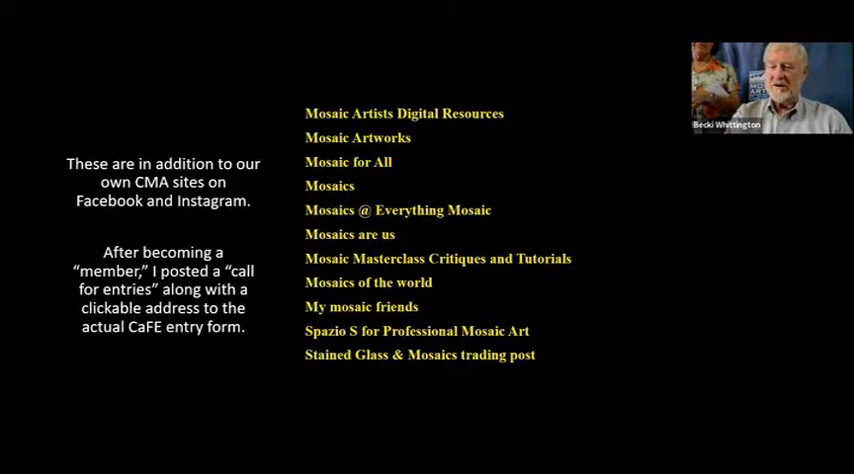 These are in addition to our
own CMA sites on
Facebook and Instagram.
After becoming a
“member,” I posted a “call
for entries” along with a
clickable address to the
actual CaFE entry form.
Mosaic Artists Digital Resources
Mosaic Artworks
Mosaic for All
Mosaics
Mosaics @ Everything Mosaic
Mosaics are us
Mosaic Masterclass Critiques and Tutorials
Mosaics of the world
My mosaic friends
Spazio S for Professional Mosaic Art
Stained Glass & Mosaics trading post
Becki Whittington